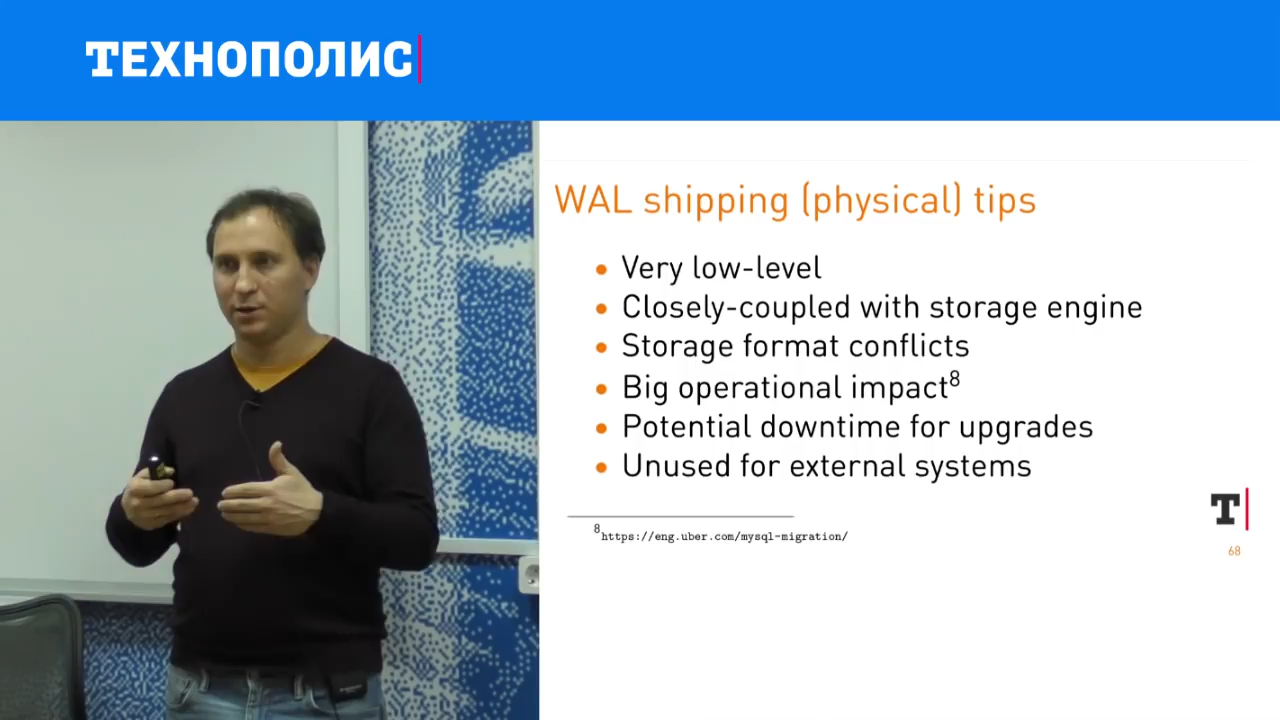 ТЕХНОПОЛИС
WAL shipping (physical) tips
• Very low-level
• Closely-coupled with storage engine
• Storage format conflicts
• Big operational impact8
• Potential downtime for upgrades
• Unused for external systems
8https://eng.uber.com/mysql-migration/
T
68